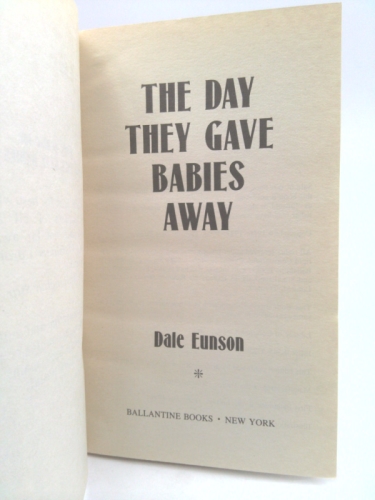 THE DAY
THEY GAVE
BABIES
AWAY
Dale Eunson
BALLANTINE BOOKS • NEW YORK